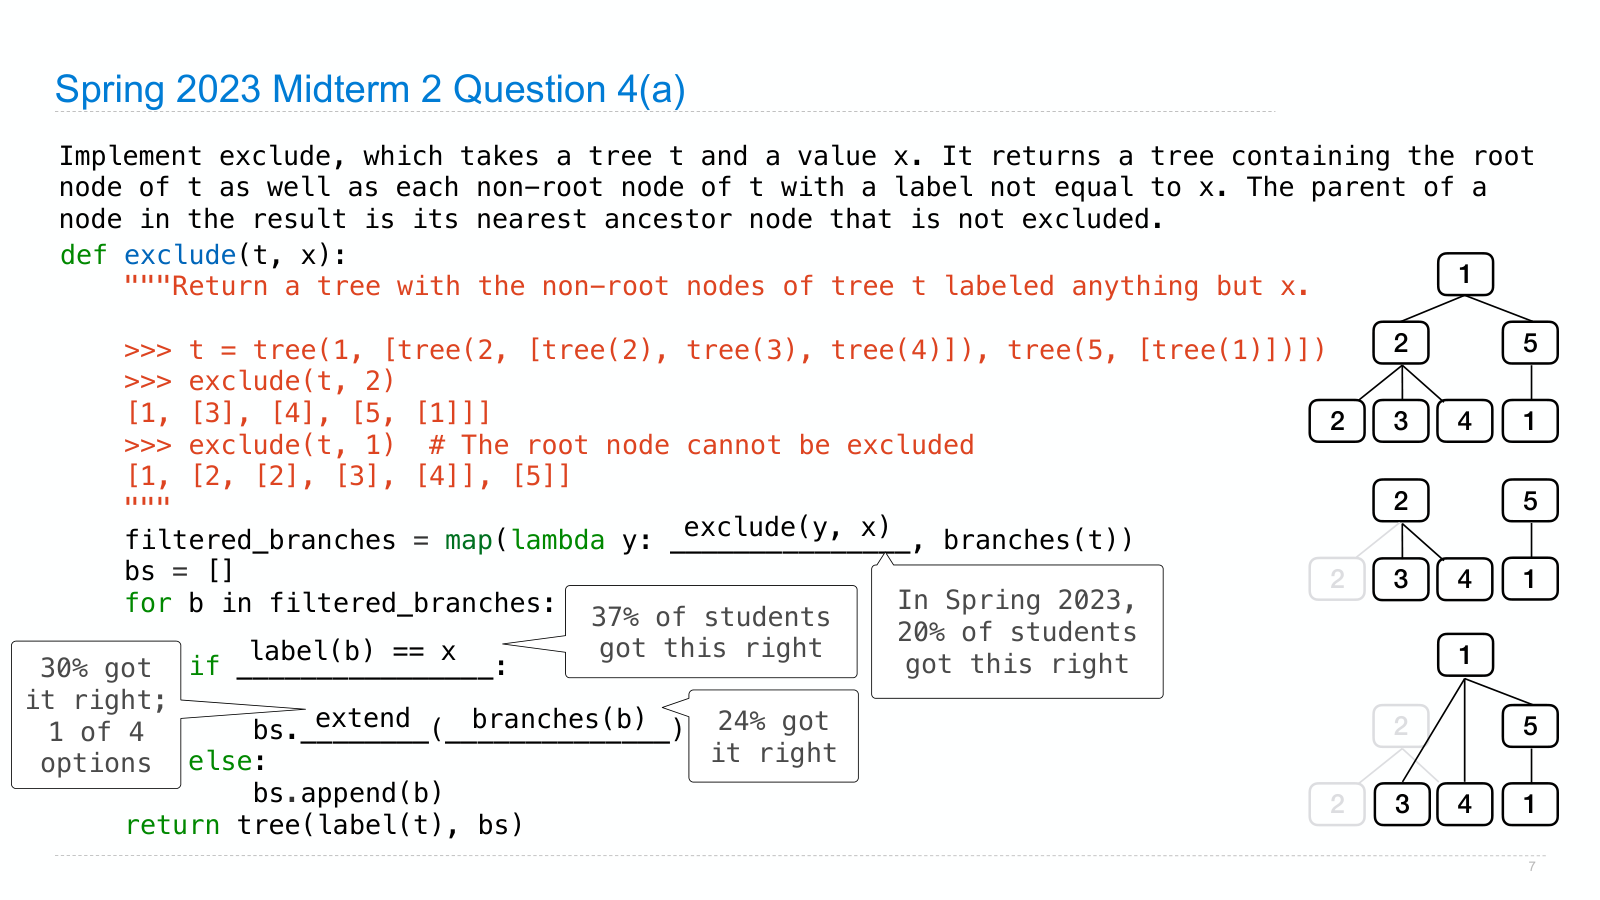 Spring 2023 Midterm 2 Question 4(a)
Implement exclude, which takes a tree t and a value x. It returns a tree containing the root
node of t as well as each non-root node of t with a label not equal to x. The parent of a
node in the result is its nearest ancestor node that is not excluded.
def exclude(t, x):
"""Return a tree with the non-root nodes of tree t labeled anything but x.
>>> t = tree(1, [tree(2, [tree(2), tree(3), tree(4)]), tree(5, [tree(1)])])
>>> exclude(t, 2)
[1, [3], [4], [5, [1]]]
>>> exclude(t, 1)  # The root node cannot be excluded
[1, [2, [2], [3], [4]], [5]]
"""
filtered_branches = map(lambda y: exclude(y, x), branches(t))
bs = []
for b in filtered_branches:
if label(b) == x:
bs.extend(branches(b))
else:
bs.append(b)
return tree(label(t), bs)
In Spring 2023,
20% of students
got this right
37% of students
got this right
30% got
it right;
1 of 4
options
24% got
it right
1
2 5
2 3 4 1
2 5
2 3 4 1
1
2 5
2 3 4 1
7